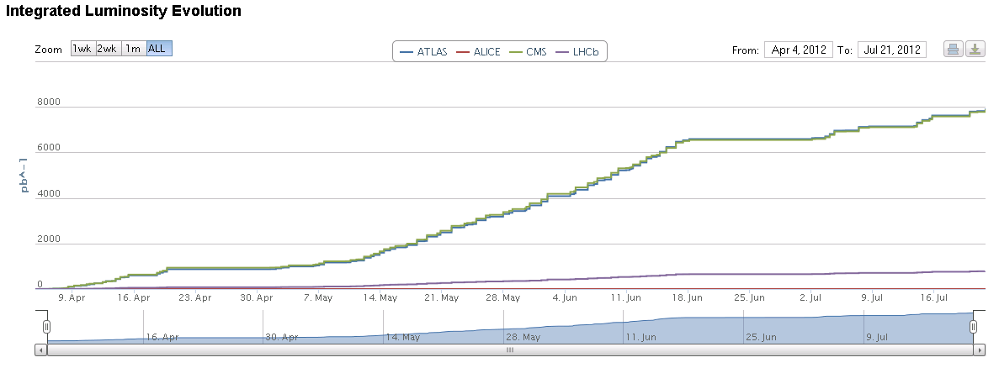 Integrated Luminosity Evolution
Zoom 1wk 2wk 1m ALL
ATLAS ALICE CMS LHCb
From: Apr 4, 2012 To: Jul 21, 2012
8000
6000
4000
2000
0
pb^-1
9. Apr 16. Apr 23. Apr 30. Apr 7. May 14. May 21. May 28. May 4. Jun 11. Jun 18. Jun 25. Jun 2. Jul 9. Jul 16. Jul
16. Apr 30. Apr 14. May 28. May 11. Jun 25. Jun 9. Jul